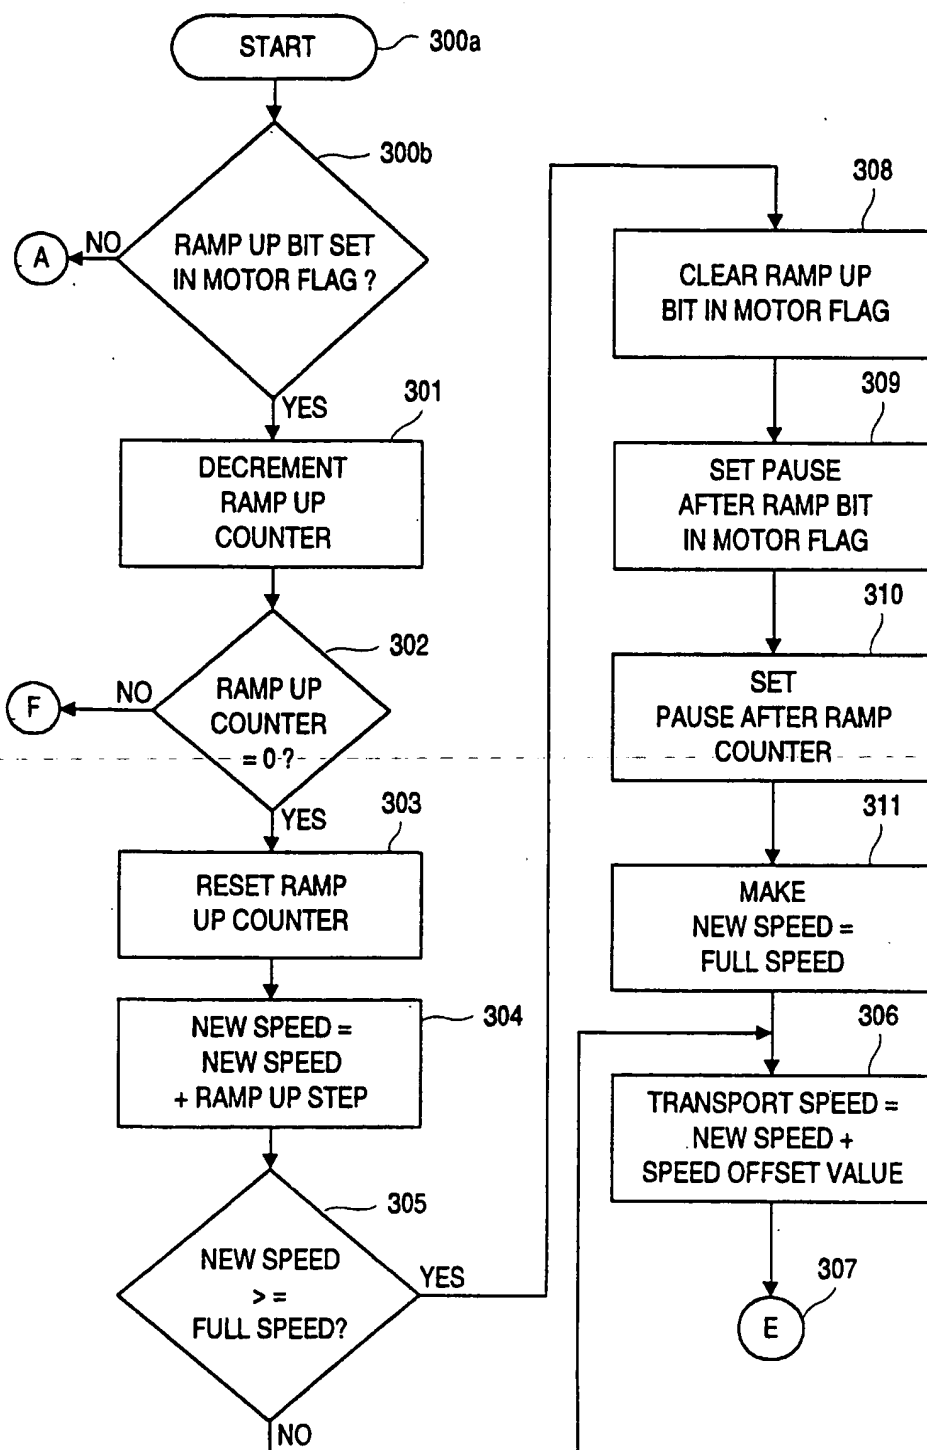 START
300a
300b
RAMP UP BIT SET
IN MOTOR FLAG ?
NO
A
YES
301
DECREMENT
RAMP UP
COUNTER
302
RAMP UP
COUNTER
= 0 ?
NO
F
YES
303
RESET RAMP
UP COUNTER
304
NEW SPEED =
NEW SPEED
+ RAMP UP STEP
305
NEW SPEED
> =
FULL SPEED?
YES
NO
308
CLEAR RAMP UP
BIT IN MOTOR FLAG
309
SET PAUSE
AFTER RAMP BIT
IN MOTOR FLAG
310
SET
PAUSE AFTER RAMP
COUNTER
311
MAKE
NEW SPEED =
FULL SPEED
306
TRANSPORT SPEED =
NEW SPEED +
SPEED OFFSET VALUE
307
E